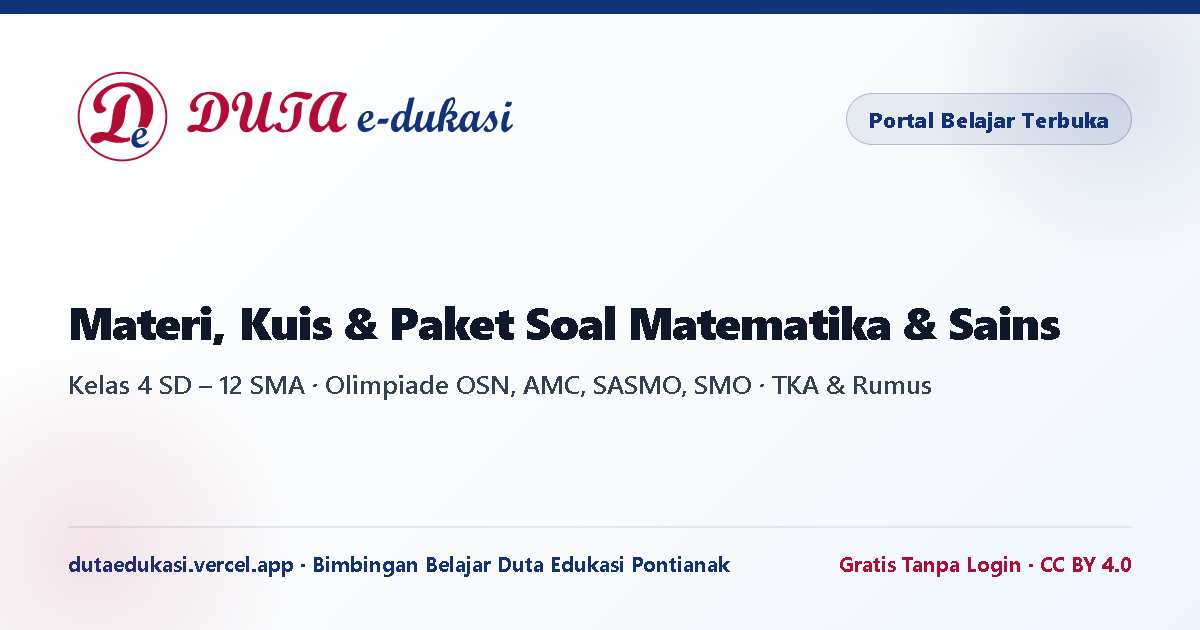 De
DUTA e-dukasi
Portal Belajar Terbuka
Materi, Kuis & Paket Soal Matematika & Sains
Kelas 4 SD – 12 SMA · Olimpiade OSN, AMC, SASMO, SMO · TKA & Rumus
dutaedukasi.vercel.app · Bimbingan Belajar Duta Edukasi Pontianak
Gratis Tanpa Login · CC BY 4.0